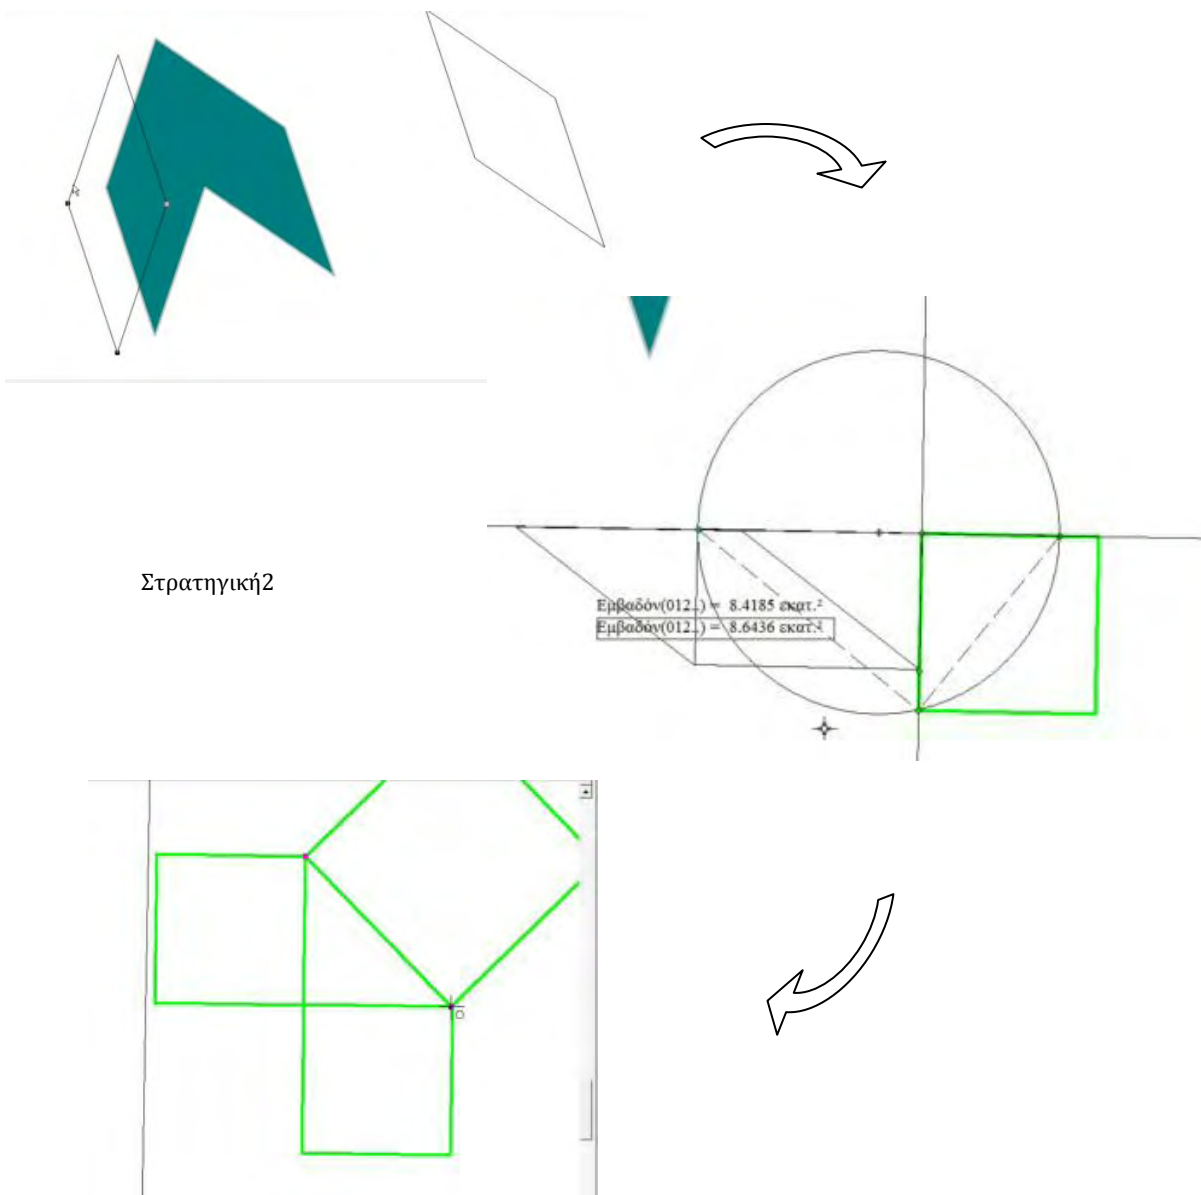 Στρατηγική2
Εμβαδόν(012..) = 8.4185 εκατ.²
Εμβαδόν(012..) = 8.6436 εκατ.²